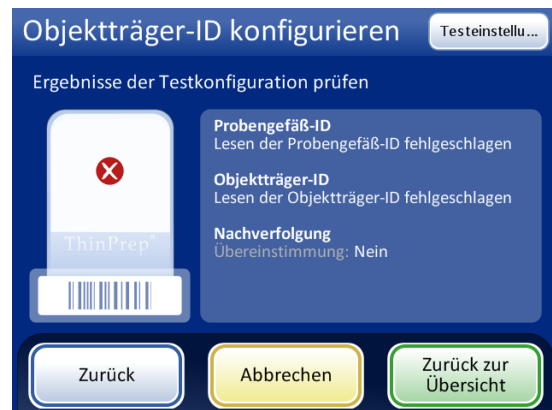 Objektträger-ID konfigurieren
Testeinstellu...
Ergebnisse der Testkonfiguration prüfen
ThinPrep®
Probengefäß-ID
Lesen der Probengefäß-ID fehlgeschlagen
Objektträger-ID
Lesen der Objektträger-ID fehlgeschlagen
Nachverfolgung
Übereinstimmung: Nein
Zurück
Abbrechen
Zurück zur
Übersicht